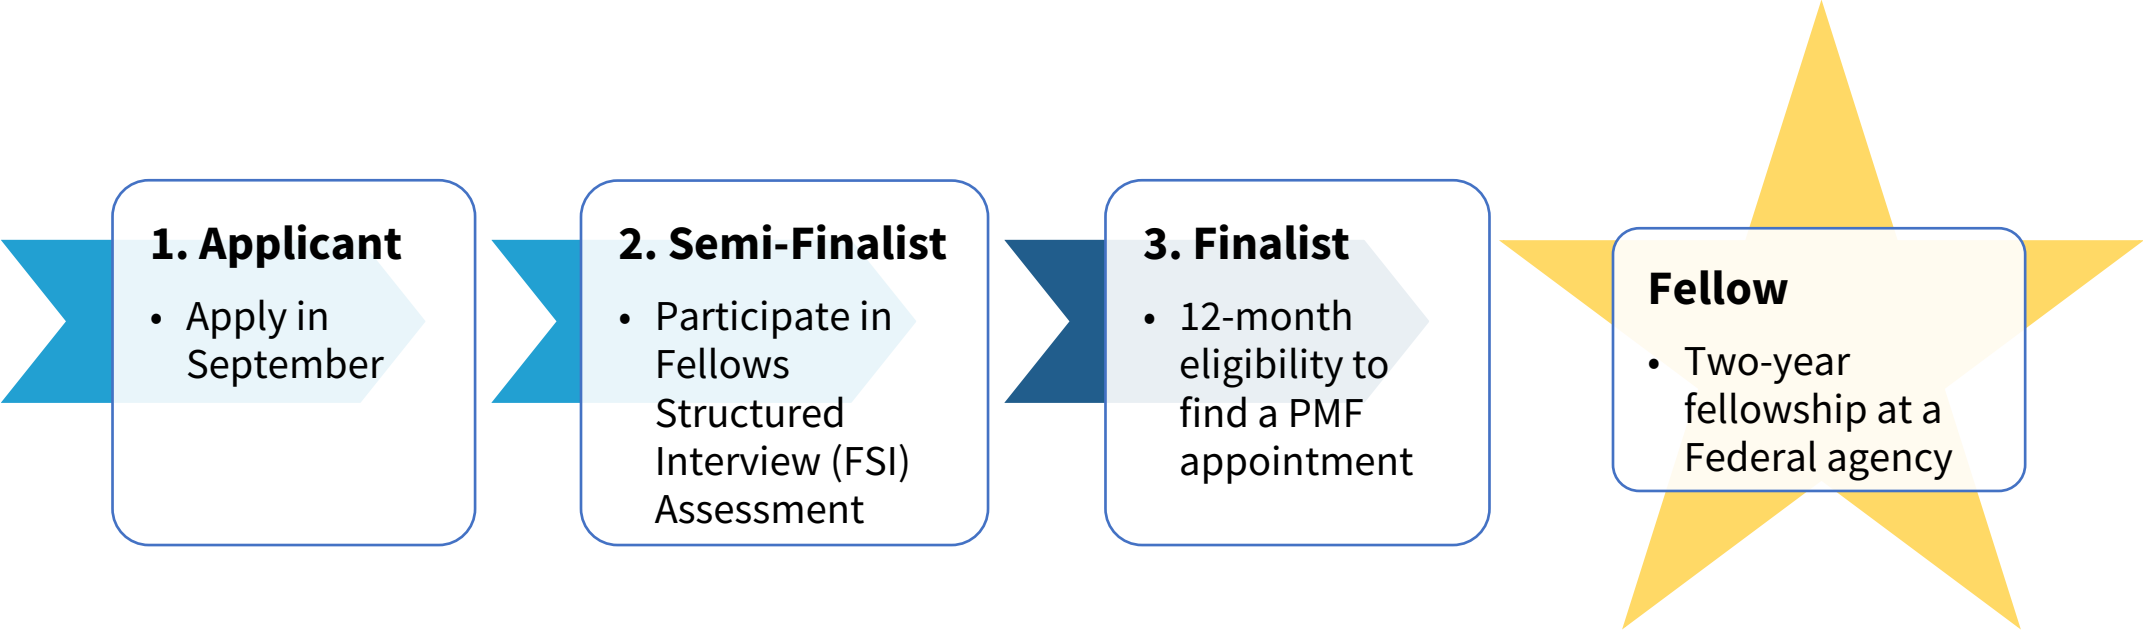 1. Applicant
• Apply in
September
2. Semi-Finalist
• Participate in
Fellows
Structured
Interview (FSI)
Assessment
3. Finalist
• 12-month
eligibility to
find a PMF
appointment
Fellow
• Two-year
fellowship at a
Federal agency